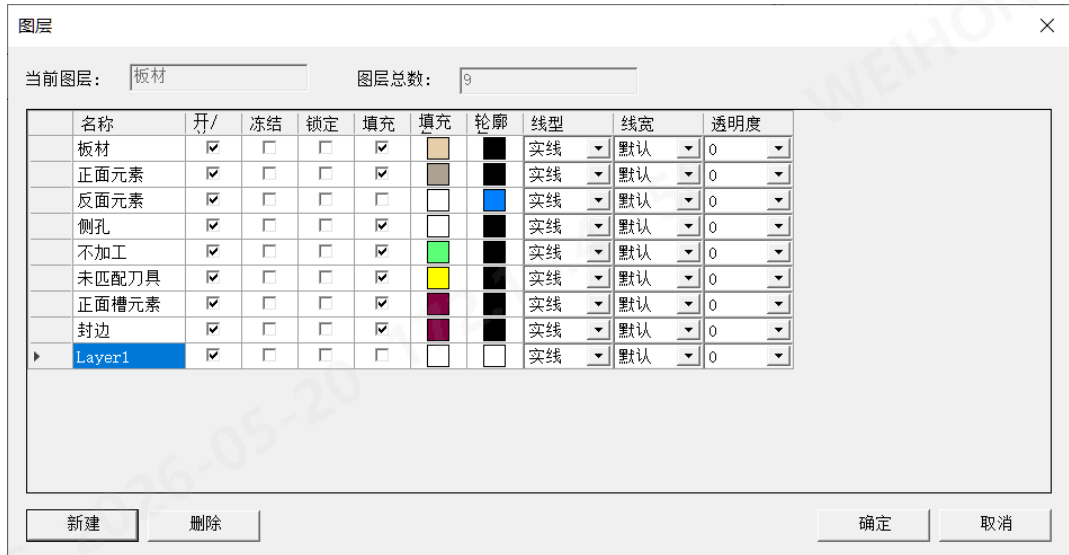 图层
当前图层: 板材 图层总数: 9
名称 开/ 冻结 锁定 填充 填充 轮廓 线型 线宽 透明度
板材 实线 默认 0
正面元素 实线 默认 0
反面元素 实线 默认 0
侧孔 实线 默认 0
不加工 实线 默认 0
未匹配刀具 实线 默认 0
正面槽元素 实线 默认 0
封边 实线 默认 0
Layer1 实线 默认 0
新建 删除 确定 取消